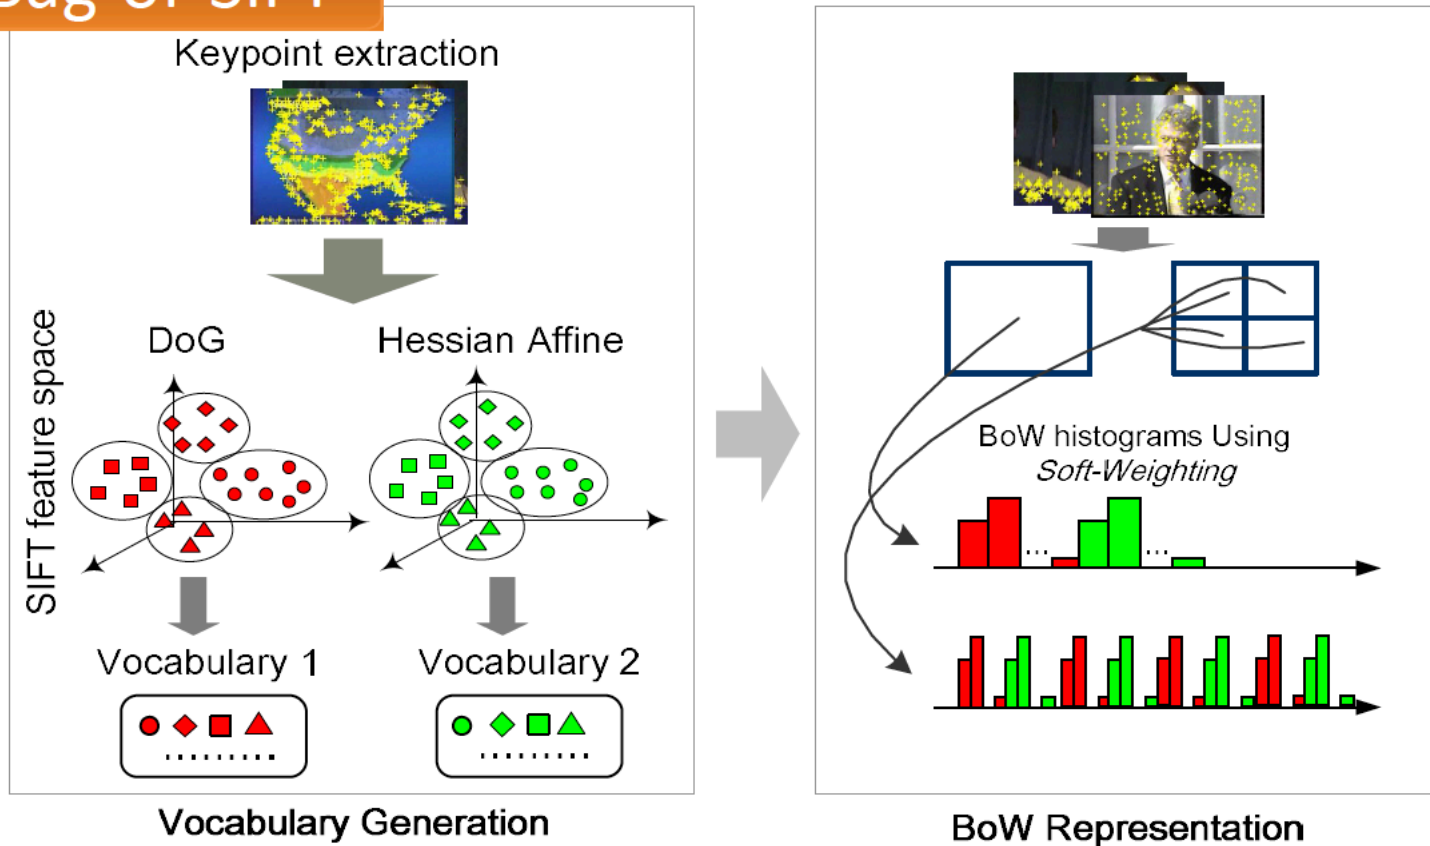 Keypoint extraction
DoG
Hessian Affine
SIFT feature space
Vocabulary 1
Vocabulary 2
Vocabulary Generation
BoW histograms Using
Soft-Weighting
BoW Representation